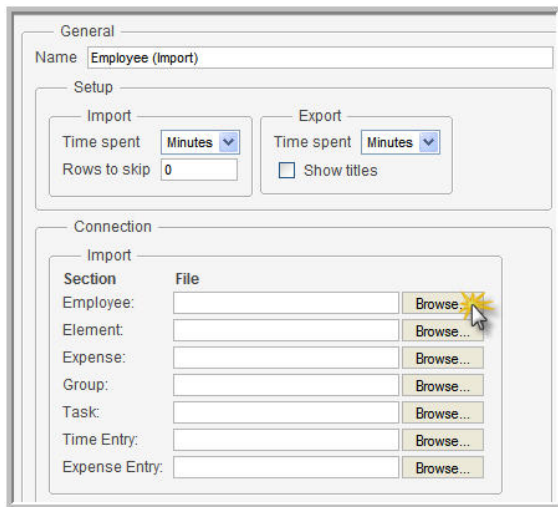 General
Name Employee (Import)
Setup
Import Export
Time spent Minutes Time spent Minutes
Rows to skip 0 Show titles
Connection
Import
Section File
Employee: Browse...
Element: Browse...
Expense: Browse...
Group: Browse...
Task: Browse...
Time Entry: Browse...
Expense Entry: Browse...